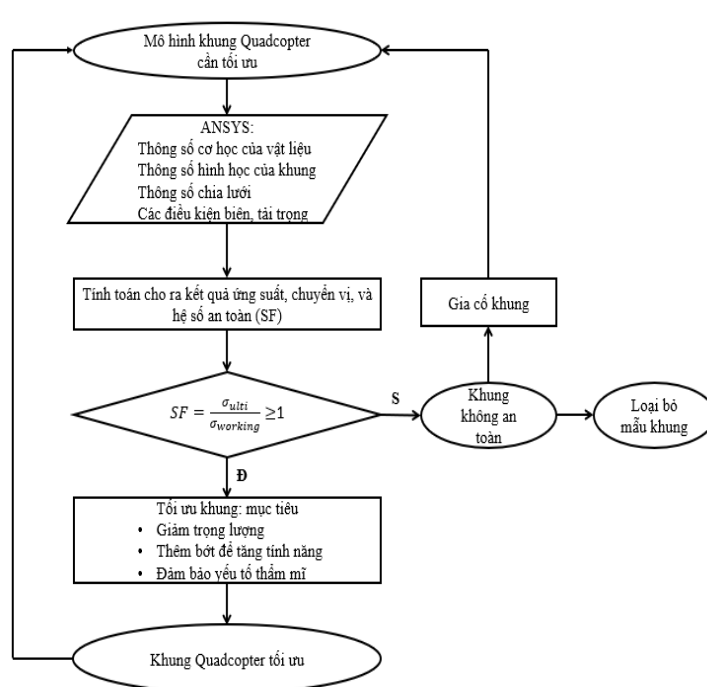 Mô hình khung Quadcopter
cần tối ưu
ANSYS:
Thông số cơ học của vật liệu
Thông số hình học của khung
Thông số chia lưới
Các điều kiện biên, tải trọng
Tính toán cho ra kết quả ứng suất, chuyển vị, và
hệ số an toàn (SF)
Gia cố khung
SF = σ_ulti / σ_working ≥1
S
Khung
không an
toàn
Loại bỏ
mẫu khung
Đ
Tối ưu khung: mục tiêu
• Giảm trọng lượng
• Thêm bớt để tăng tính năng
• Đảm bảo yếu tố thẩm mĩ
Khung Quadcopter tối ưu